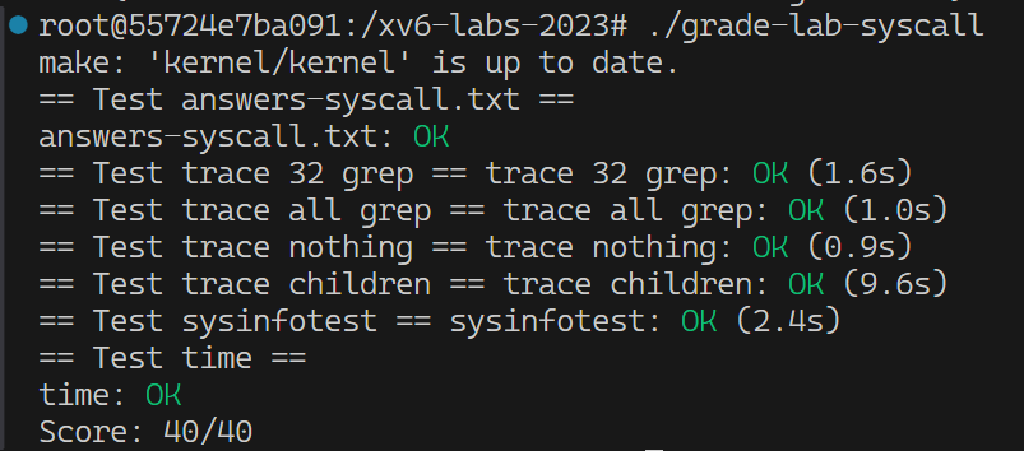 root@55724e7ba091:/xv6-labs-2023# ./grade-lab-syscall
make: 'kernel/kernel' is up to date.
== Test answers-syscall.txt ==
answers-syscall.txt: OK
== Test trace 32 grep == trace 32 grep: OK (1.6s)
== Test trace all grep == trace all grep: OK (1.0s)
== Test trace nothing == trace nothing: OK (0.9s)
== Test trace children == trace children: OK (9.6s)
== Test sysinfotest == sysinfotest: OK (2.4s)
== Test time ==
time: OK
Score: 40/40